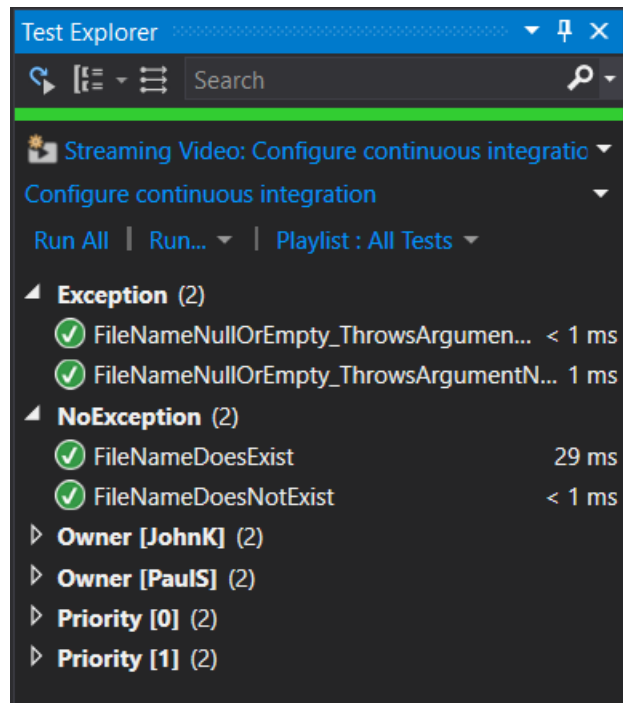 Test Explorer
Search
Streaming Video: Configure continuous integratio
Configure continuous integration
Run All | Run... | Playlist : All Tests
Exception (2)
FileNameNullOrEmpty_ThrowsArgumen... < 1 ms
FileNameNullOrEmpty_ThrowsArgumentN... 1 ms
NoException (2)
FileNameDoesExist 29 ms
FileNameDoesNotExist < 1 ms
Owner [JohnK] (2)
Owner [PaulS] (2)
Priority [0] (2)
Priority [1] (2)